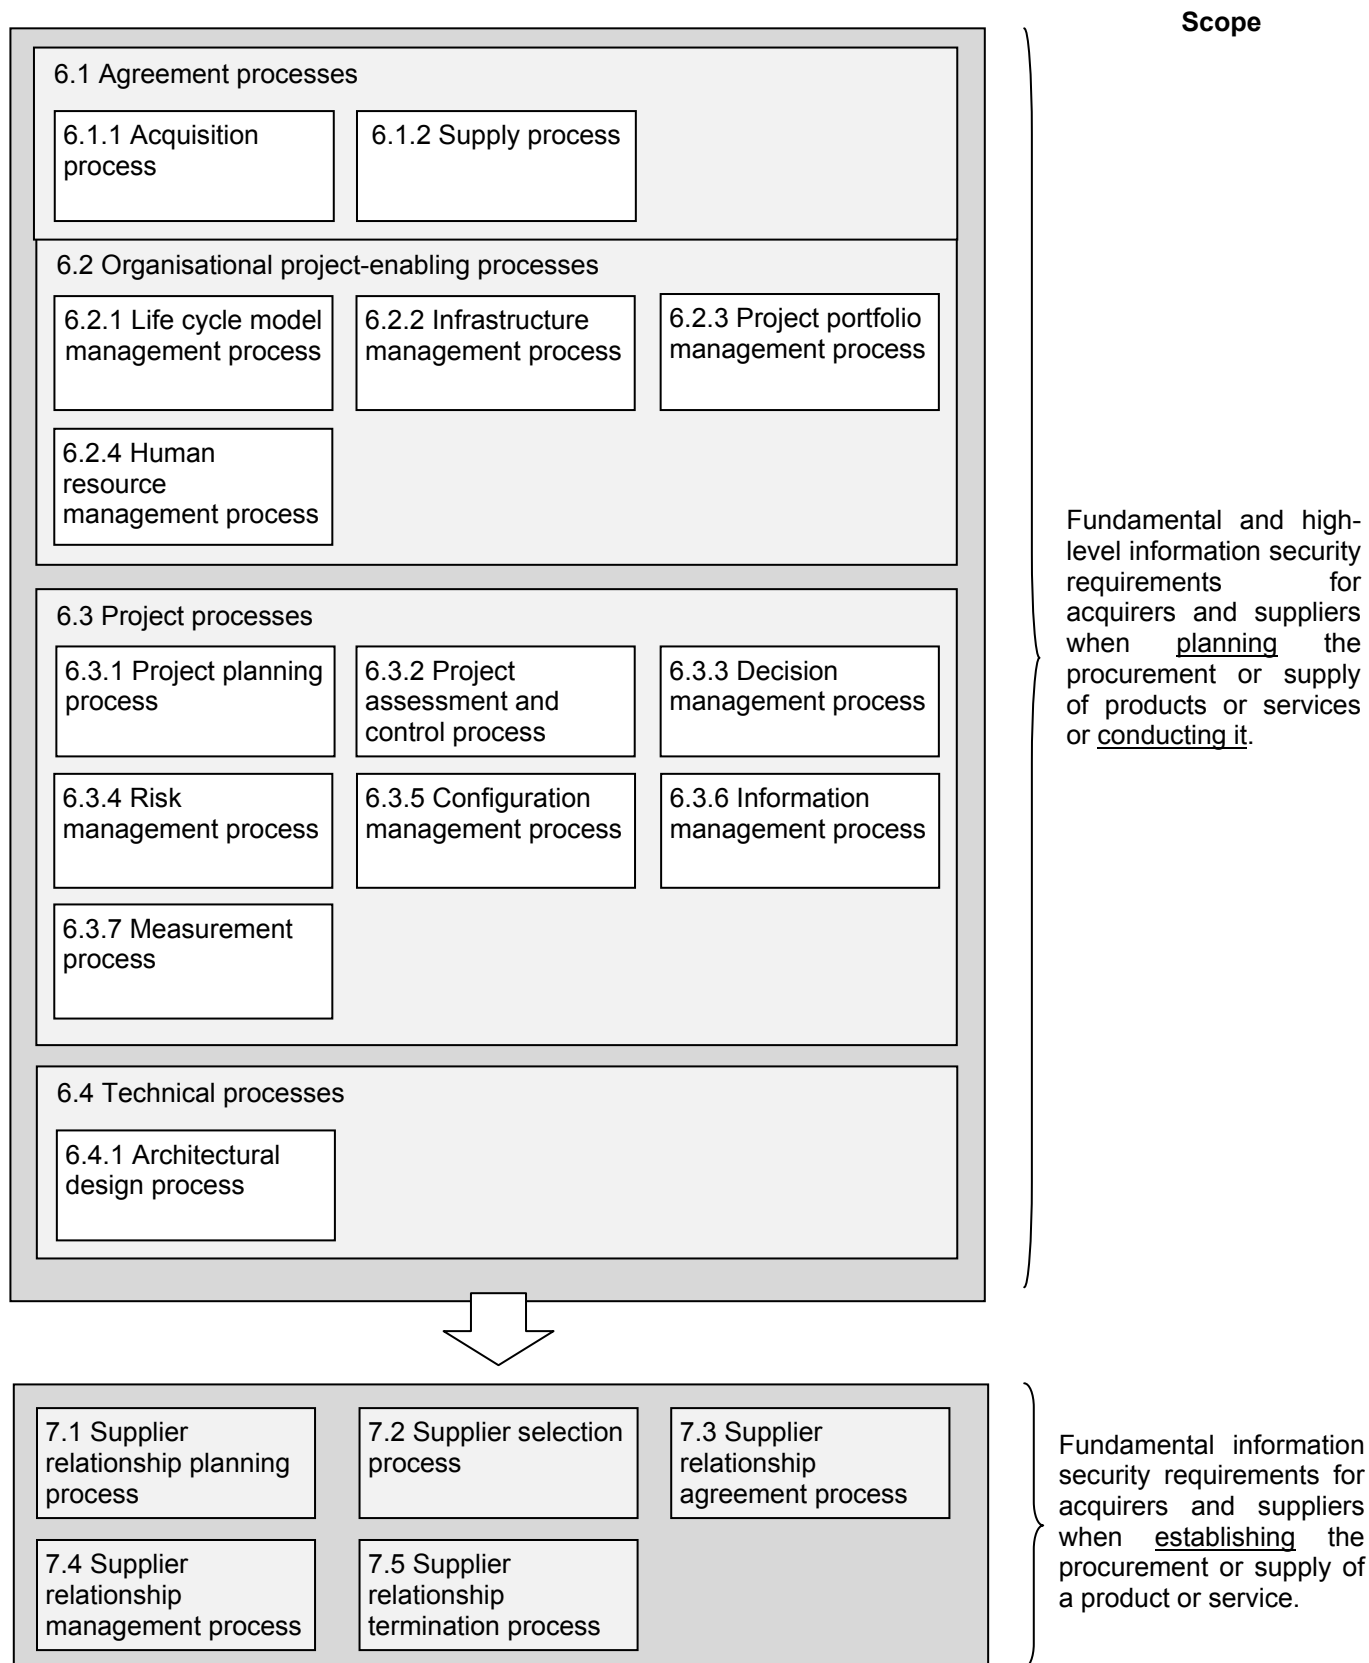 Scope
6.1 Agreement processes
6.1.1 Acquisition
process
6.1.2 Supply process
6.2 Organisational project-enabling processes
6.2.1 Life cycle model
management process
6.2.2 Infrastructure
management process
6.2.3 Project portfolio
management process
6.2.4 Human
resource
management process
6.3 Project processes
6.3.1 Project planning
process
6.3.2 Project
assessment and
control process
6.3.3 Decision
management process
6.3.4 Risk
management process
6.3.5 Configuration
management process
6.3.6 Information
management process
6.3.7 Measurement
process
6.4 Technical processes
6.4.1 Architectural
design process
Fundamental and high-
level information security
requirements for
acquirers and suppliers
when planning the
procurement or supply
of products or services
or conducting it.
7.1 Supplier
relationship planning
process
7.2 Supplier selection
process
7.3 Supplier
relationship
agreement process
7.4 Supplier
relationship
management process
7.5 Supplier
relationship
termination process
Fundamental information
security requirements for
acquirers and suppliers
when establishing the
procurement or supply of
a product or service.